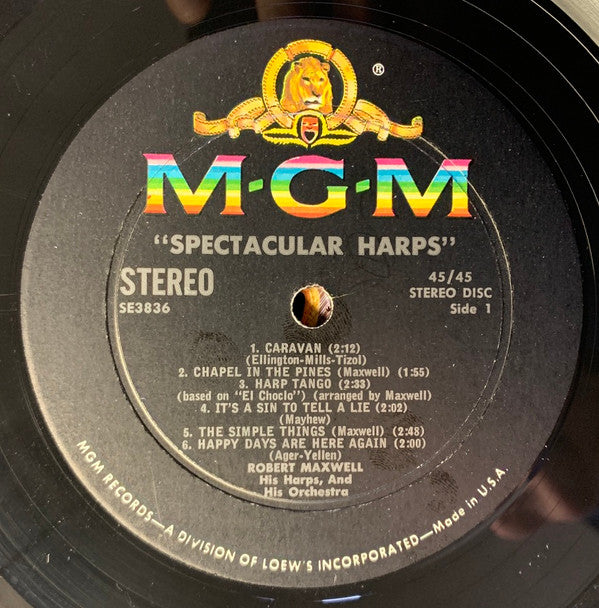 ®
M·G·M
"SPECTACULAR HARPS"
STEREO
SE3836
45/45
STEREO DISC
Side 1
1. CARAVAN (2:12)
(Ellington-Mills-Tizol)
2. CHAPEL IN THE PINES (Maxwell) (1:55)
3. HARP TANGO (2:33)
(based on "El Choclo") (arranged by Maxwell)
4. IT'S A SIN TO TELL A LIE (2:02)
(Mayhew)
5. THE SIMPLE THINGS (Maxwell) (2:48)
6. HAPPY DAYS ARE HERE AGAIN (2:00)
(Ager-Yellen)
ROBERT MAXWELL
His Harps, And
His Orchestra
MGM RECORDS—A DIVISION OF LOEW'S INCORPORATED—Made in U.S.A.